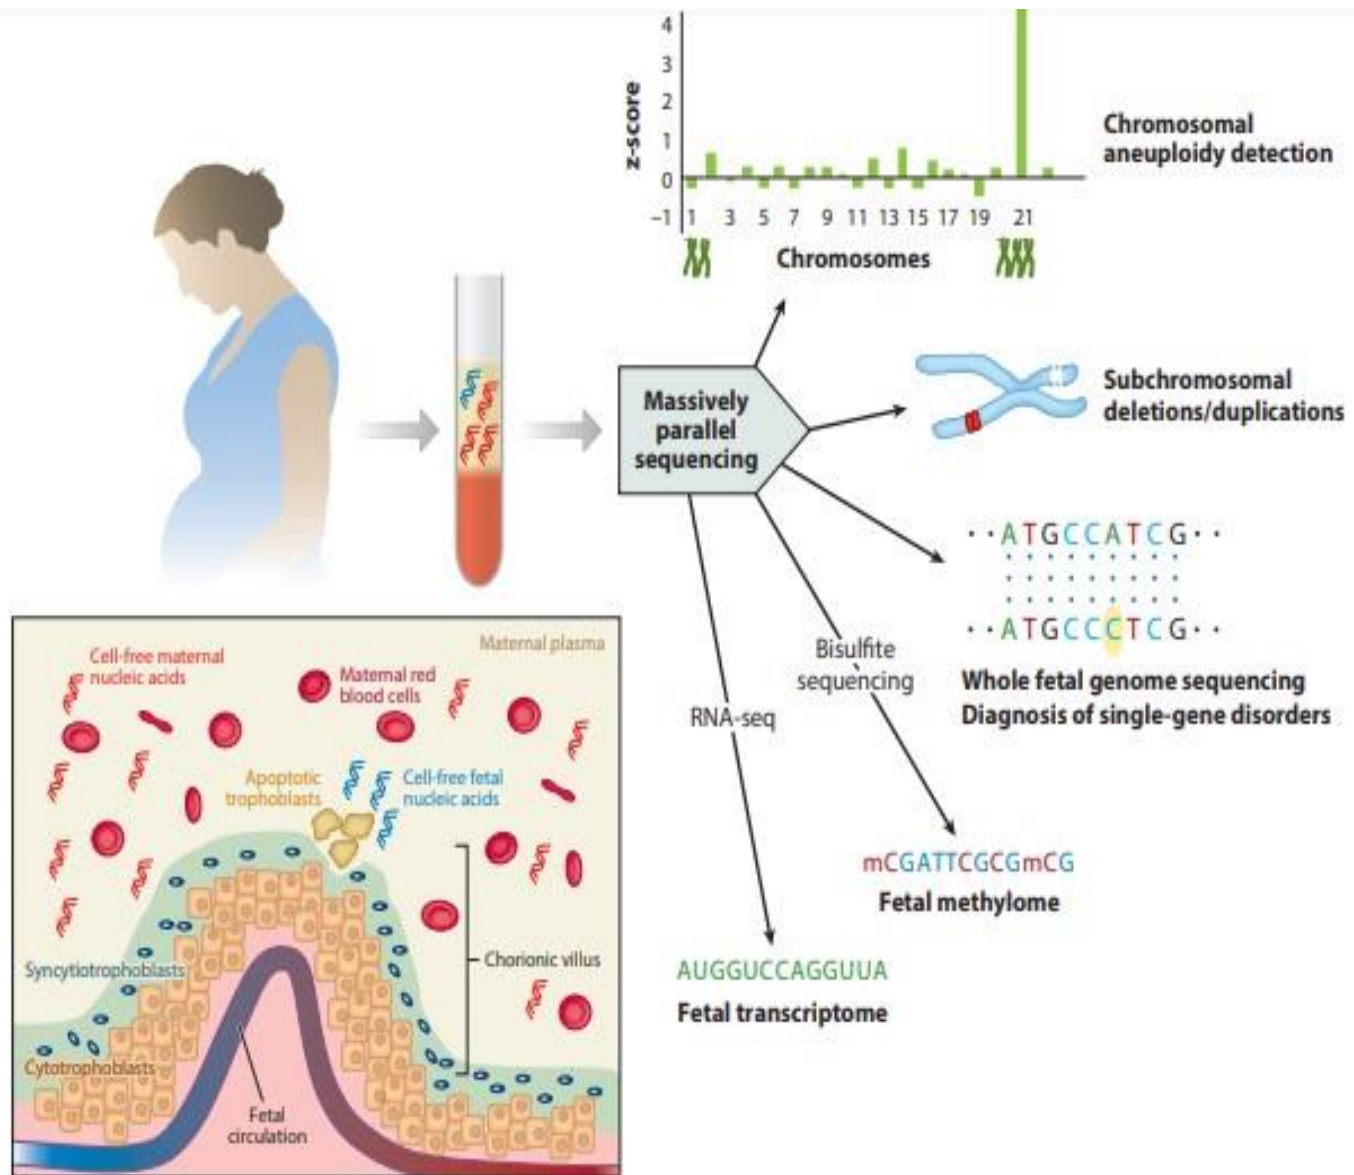 4
3
2
1
0
−1
z-score
1 3 5 7 9 11 13 15 17 19 21
Chromosomes
Chromosomal
aneuploidy detection
Massively
parallel
sequencing
Subchromosomal
deletions/duplications
··ATGCCATCG··
··ATGCCCTCG··
Whole fetal genome sequencing
Diagnosis of single-gene disorders
Bisulfite
sequencing
RNA-seq
mCGATTCGCGmCG
Fetal methylome
AUGGUCCAGGUUA
Fetal transcriptome
Maternal plasma
Cell-free maternal
nucleic acids
Maternal red
blood cells
Apoptotic
trophoblasts
Cell-free fetal
nucleic acids
Chorionic villus
Syncytiotrophoblasts
Cytotrophoblasts
Fetal
circulation